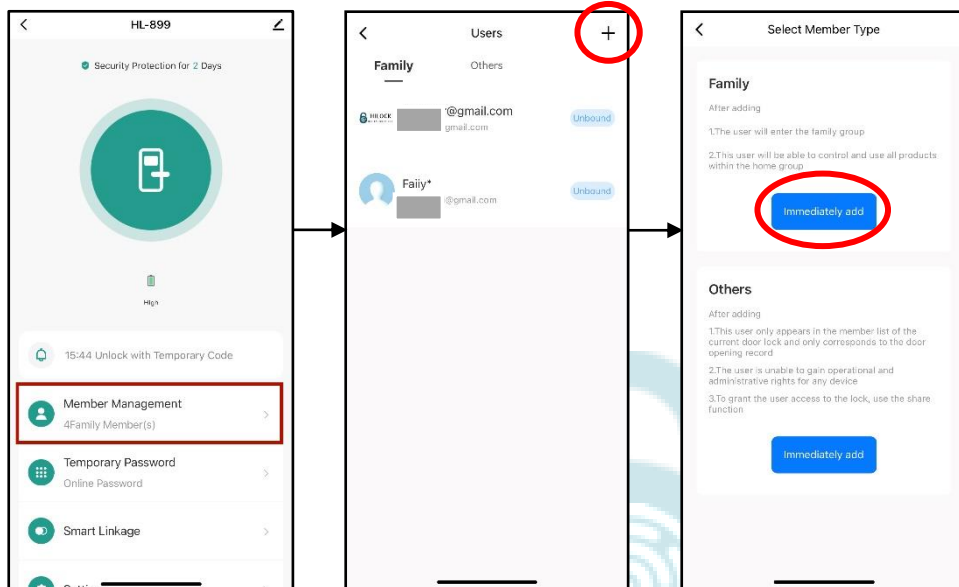 HL-899
Security Protection for 2 Days
High
15:44 Unlock with Temporary Code
Member Management
4Family Member(s)
Temporary Password
Online Password
Smart Linkage
Users
Family
Others
@gmail.com
gmail.com
Unbound
Faiiy*
@gmail.com
Unbound
Select Member Type
Family
After adding
1.The user will enter the family group
2.This user will be able to control and use all products
within the home group
Immediately add
Others
After adding
1.This user only appears in the member list of the
current door lock and only corresponds to the door
opening record
2.The user is unable to gain operational and
administrative rights for any device
3.To grant the user access to the lock, use the share
function
Immediately add